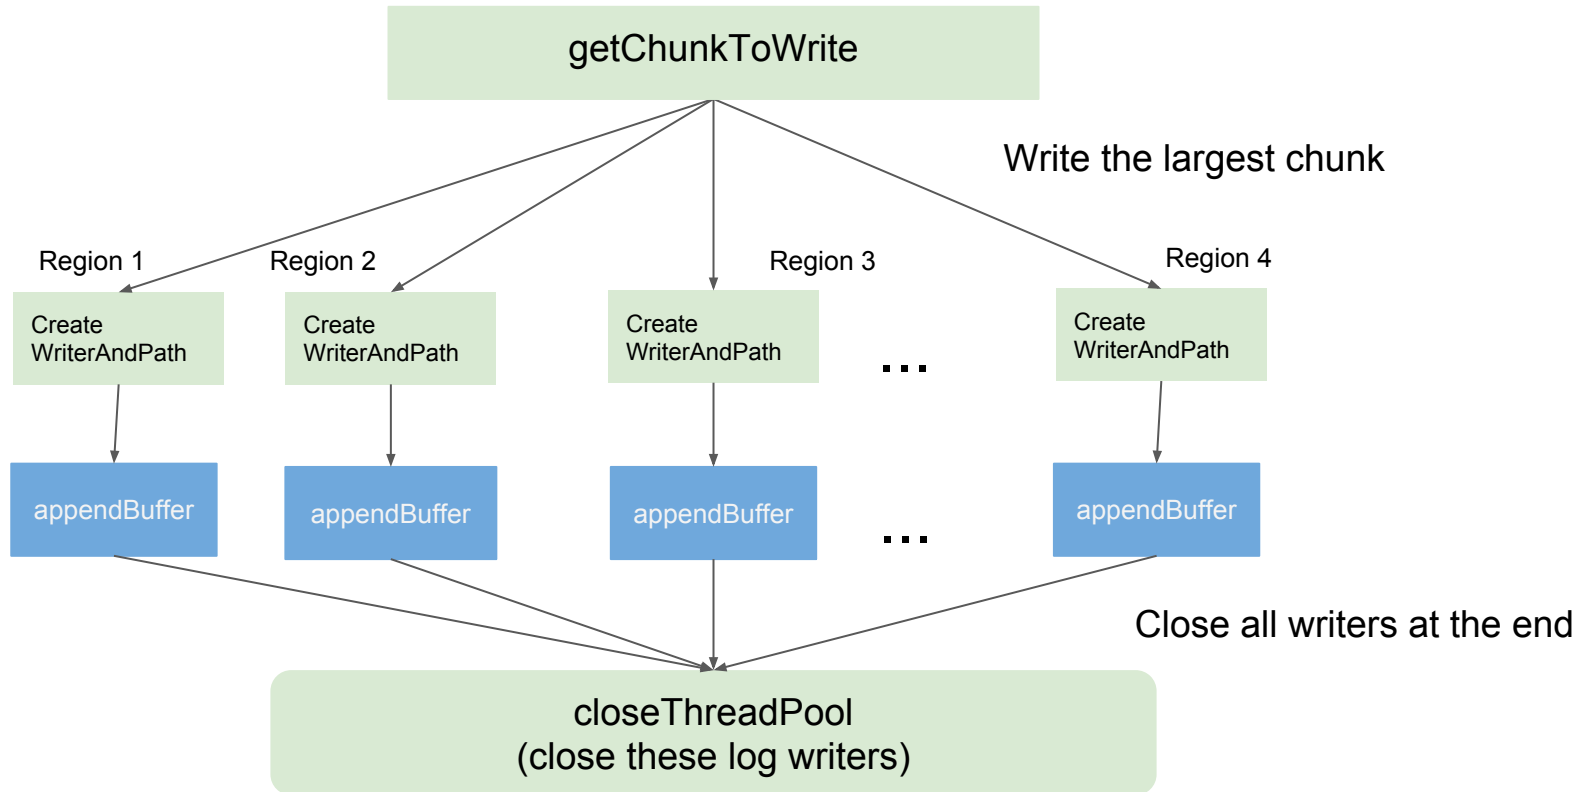 getChunkToWrite
Write the largest chunk
Region 1
Region 2
Region 3
Region 4
Create
WriterAndPath
Create
WriterAndPath
Create
WriterAndPath
...
Create
WriterAndPath
appendBuffer
appendBuffer
appendBuffer
...
appendBuffer
Close all writers at the end
closeThreadPool
(close these log writers)